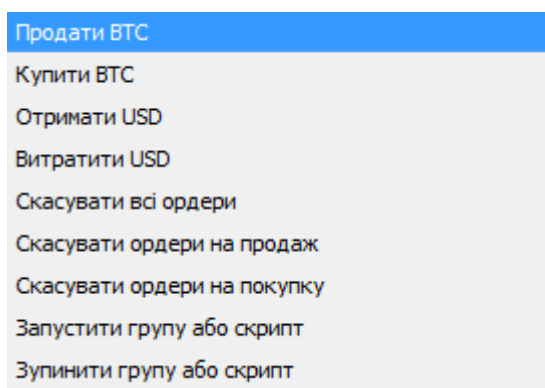 Продати BTC
Купити BTC
Отримати USD
Витратити USD
Скасувати всі ордери
Скасувати ордери на продаж
Скасувати ордери на покупку
Запустити групу або скрипт
Зупинити групу або скрипт